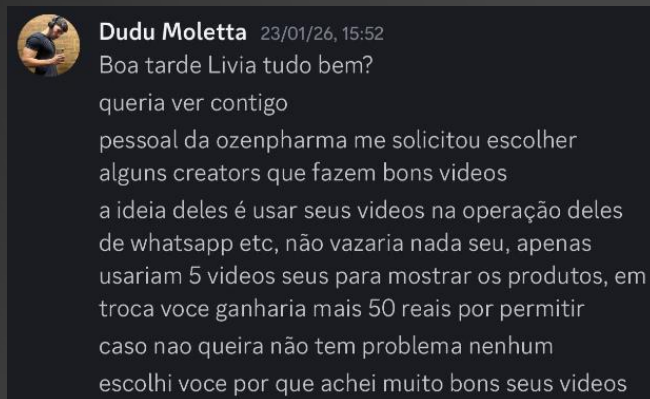 Dudu Moletta 23/01/26, 15:52
Boa tarde Livia tudo bem?
queria ver contigo
pessoal da ozenpharma me solicitou escolher
alguns creators que fazem bons videos
a ideia deles é usar seus videos na operação deles
de whatsapp etc, não vazaria nada seu, apenas
usariam 5 videos seus para mostrar os produtos, em
troca voce ganharia mais 50 reais por permitir
caso nao queira não tem problema nenhum
escolhi voce por que achei muito bons seus videos